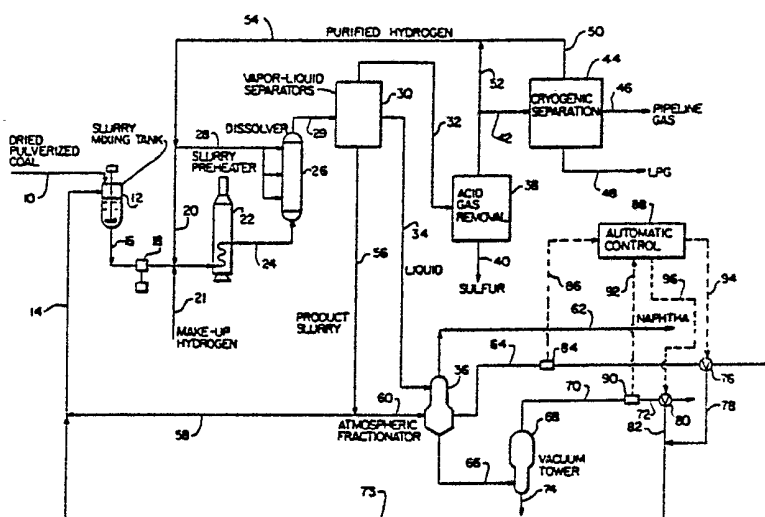 54
PURIFIED HYDROGEN
50
44
VAPOR-LIQUID
SEPARATORS
30
52
46
CRYOGENIC
SEPARATION
PIPELINE
GAS
DISSOLVER
29
32
42
SLURRY
MIXING TANK
DRIED
PULVERIZED
COAL
28
SLURRY
PREHEATER
26
48
LPG
10
12
38
ACID
GAS
REMOVAL
88
AUTOMATIC
CONTROL
20
22
34
16
18
24
56
LIQUID
40
SULFUR
86
92
96
94
14
21
MAKE-UP
HYDROGEN
PRODUCT
SLURRY
62
NAPHTHA
64
84
36
76
70
90
58
60
ATMOSPHERIC
FRACTIONATOR
72
80
82
78
68
66
VACUUM
TOWER
73
74